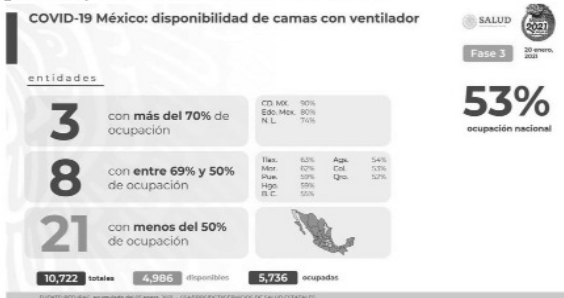 COVID-19 México: disponibilidad de camas con ventilador
SALUD
2021
Fase 3
20 enero, 2021
entidades
3
con más del 70% de
ocupación
CD. MX. 90%
Edo. Méx. 80%
N. L. 74%
53%
ocupación nacional
8
con entre 69% y 50%
de ocupación
Tlax. 63% Ags. 54%
Mor. 62% Col. 53%
Pue. 59% Qro. 52%
Hgo. 59%
B. C. 55%
21
con menos del 50%
de ocupación
10,722 totales 4,986 disponibles 5,736 ocupadas